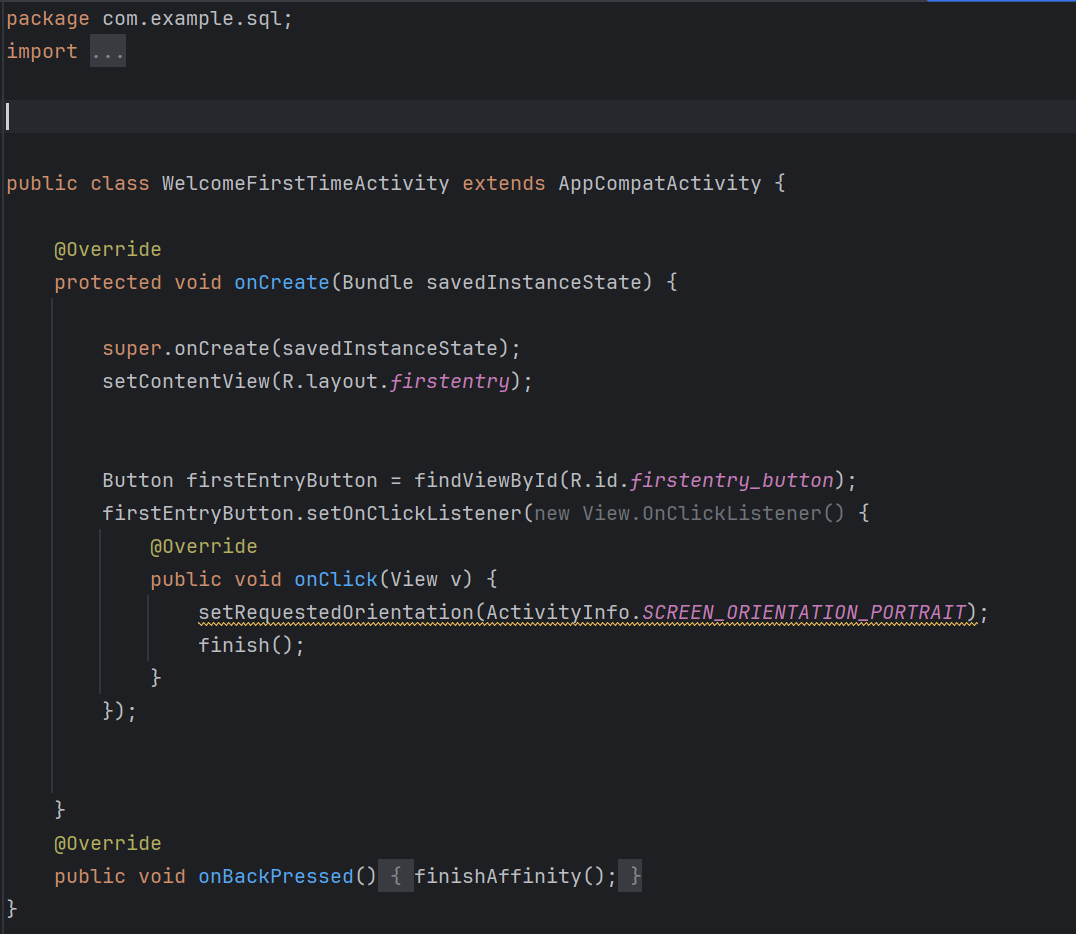 package com.example.sql;
import ...
public class WelcomeFirstTimeActivity extends AppCompatActivity {
@Override
protected void onCreate(Bundle savedInstanceState) {
super.onCreate(savedInstanceState);
setContentView(R.layout.firstentry);
Button firstEntryButton = findViewById(R.id.firstentry_button);
firstEntryButton.setOnClickListener(new View.OnClickListener() {
@Override
public void onClick(View v) {
setRequestedOrientation(ActivityInfo.SCREEN_ORIENTATION_PORTRAIT);
finish();
}
});
}
@Override
public void onBackPressed() { finishAffinity(); }
}